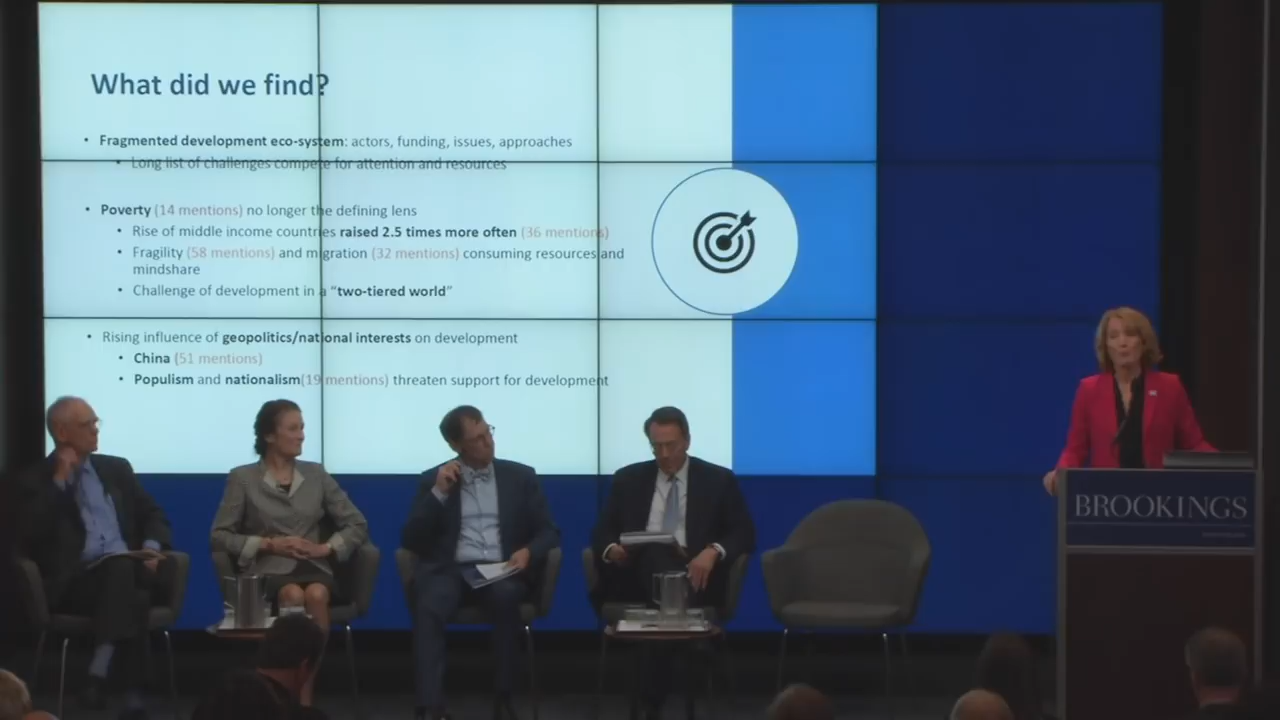 What did we find?
• Fragmented development eco-system: actors, funding, issues, approaches
• Long list of challenges compete for attention and resources
• Poverty (14 mentions) no longer the defining lens
• Rise of middle income countries raised 2.5 times more often (36 mentions)
• Fragility (58 mentions) and migration (32 mentions) consuming resources and
mindshare
• Challenge of development in a "two-tiered world"
• Rising influence of geopolitics/national interests on development
• China (51 mentions)
• Populism and nationalism(19 mentions) threaten support for development
BROOKINGS